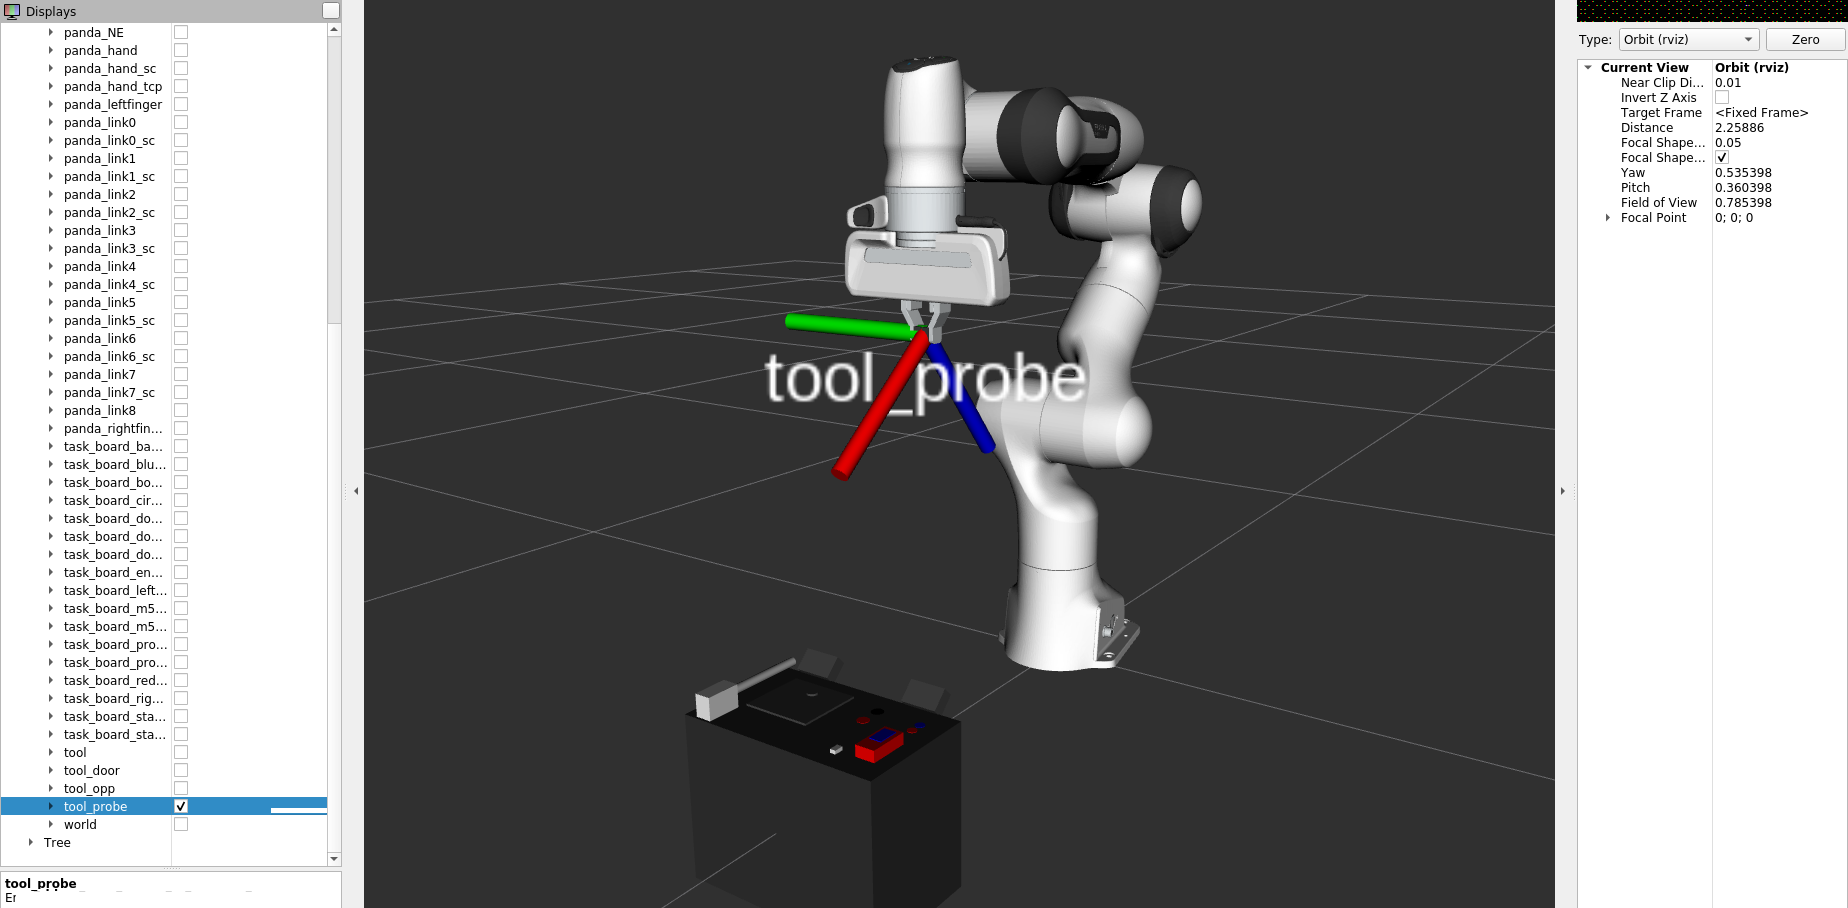 Displays
panda_NE
panda_hand
panda_hand_sc
panda_hand_tcp
panda_leftfinger
panda_link0
panda_link0_sc
panda_link1
panda_link1_sc
panda_link2
panda_link2_sc
panda_link3
panda_link3_sc
panda_link4
panda_link4_sc
panda_link5
panda_link5_sc
panda_link6
panda_link6_sc
panda_link7
panda_link7_sc
panda_link8
panda_rightfin...
task_board_ba...
task_board_blu...
task_board_bo...
task_board_cir...
task_board_do...
task_board_do...
task_board_do...
task_board_en...
task_board_left...
task_board_m5...
task_board_m5...
task_board_pro...
task_board_pro...
task_board_red...
task_board_rig...
task_board_sta...
task_board_sta...
tool
tool_door
tool_opp
tool_probe
world
Tree
tool_probe
tool_probe
Type: Orbit (rviz) Zero
Current View Orbit (rviz)
Near Clip Di... 0.01
Invert Z Axis
Target Frame <Fixed Frame>
Distance 2.25886
Focal Shape... 0.05
Focal Shape...
Yaw 0.535398
Pitch 0.360398
Field of View 0.785398
Focal Point 0; 0; 0